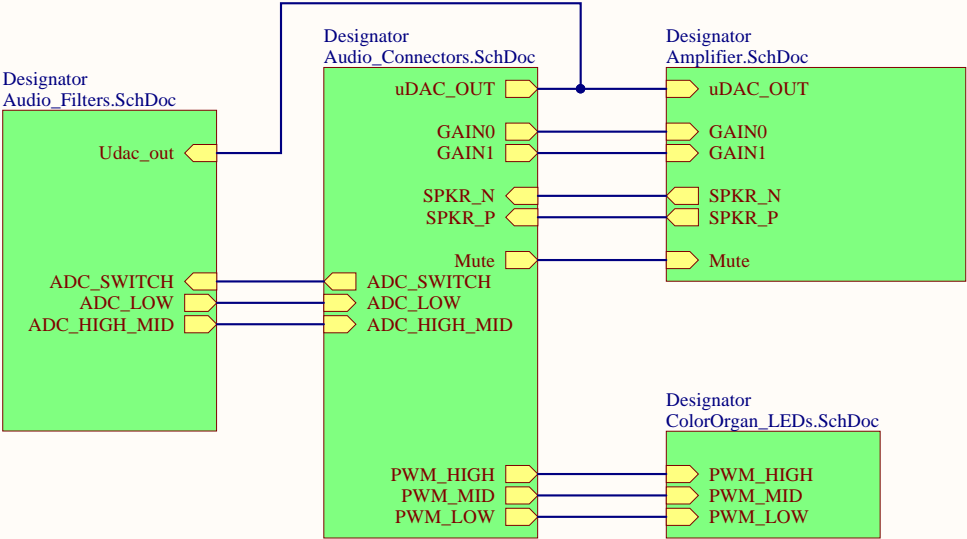 Designator
Audio_Filters.SchDoc
Udac_out
ADC_SWITCH
ADC_LOW
ADC_HIGH_MID
Designator
Audio_Connectors.SchDoc
uDAC_OUT
GAIN0
GAIN1
SPKR_N
SPKR_P
Mute
ADC_SWITCH
ADC_LOW
ADC_HIGH_MID
PWM_HIGH
PWM_MID
PWM_LOW
Designator
Amplifier.SchDoc
uDAC_OUT
GAIN0
GAIN1
SPKR_N
SPKR_P
Mute
Designator
ColorOrgan_LEDs.SchDoc
PWM_HIGH
PWM_MID
PWM_LOW